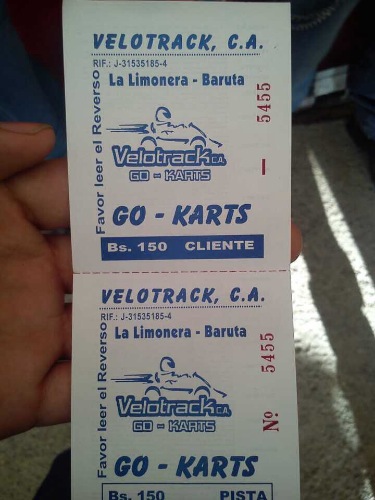 VELOTRACK, C.A.
RIF.: J-31535185-4
La Limonera - Baruta
Favor leer el Reverso
5455
Velotrack C.A.
GO - KARTS
GO - KARTS
Bs. 150 CLIENTE
VELOTRACK, C.A.
RIF.: J-31535185-4
La Limonera - Baruta
Favor leer el Reverso
Nº 5455
Velotrack CA
GO - KARTS
GO - KARTS
Bs. 150 PISTA